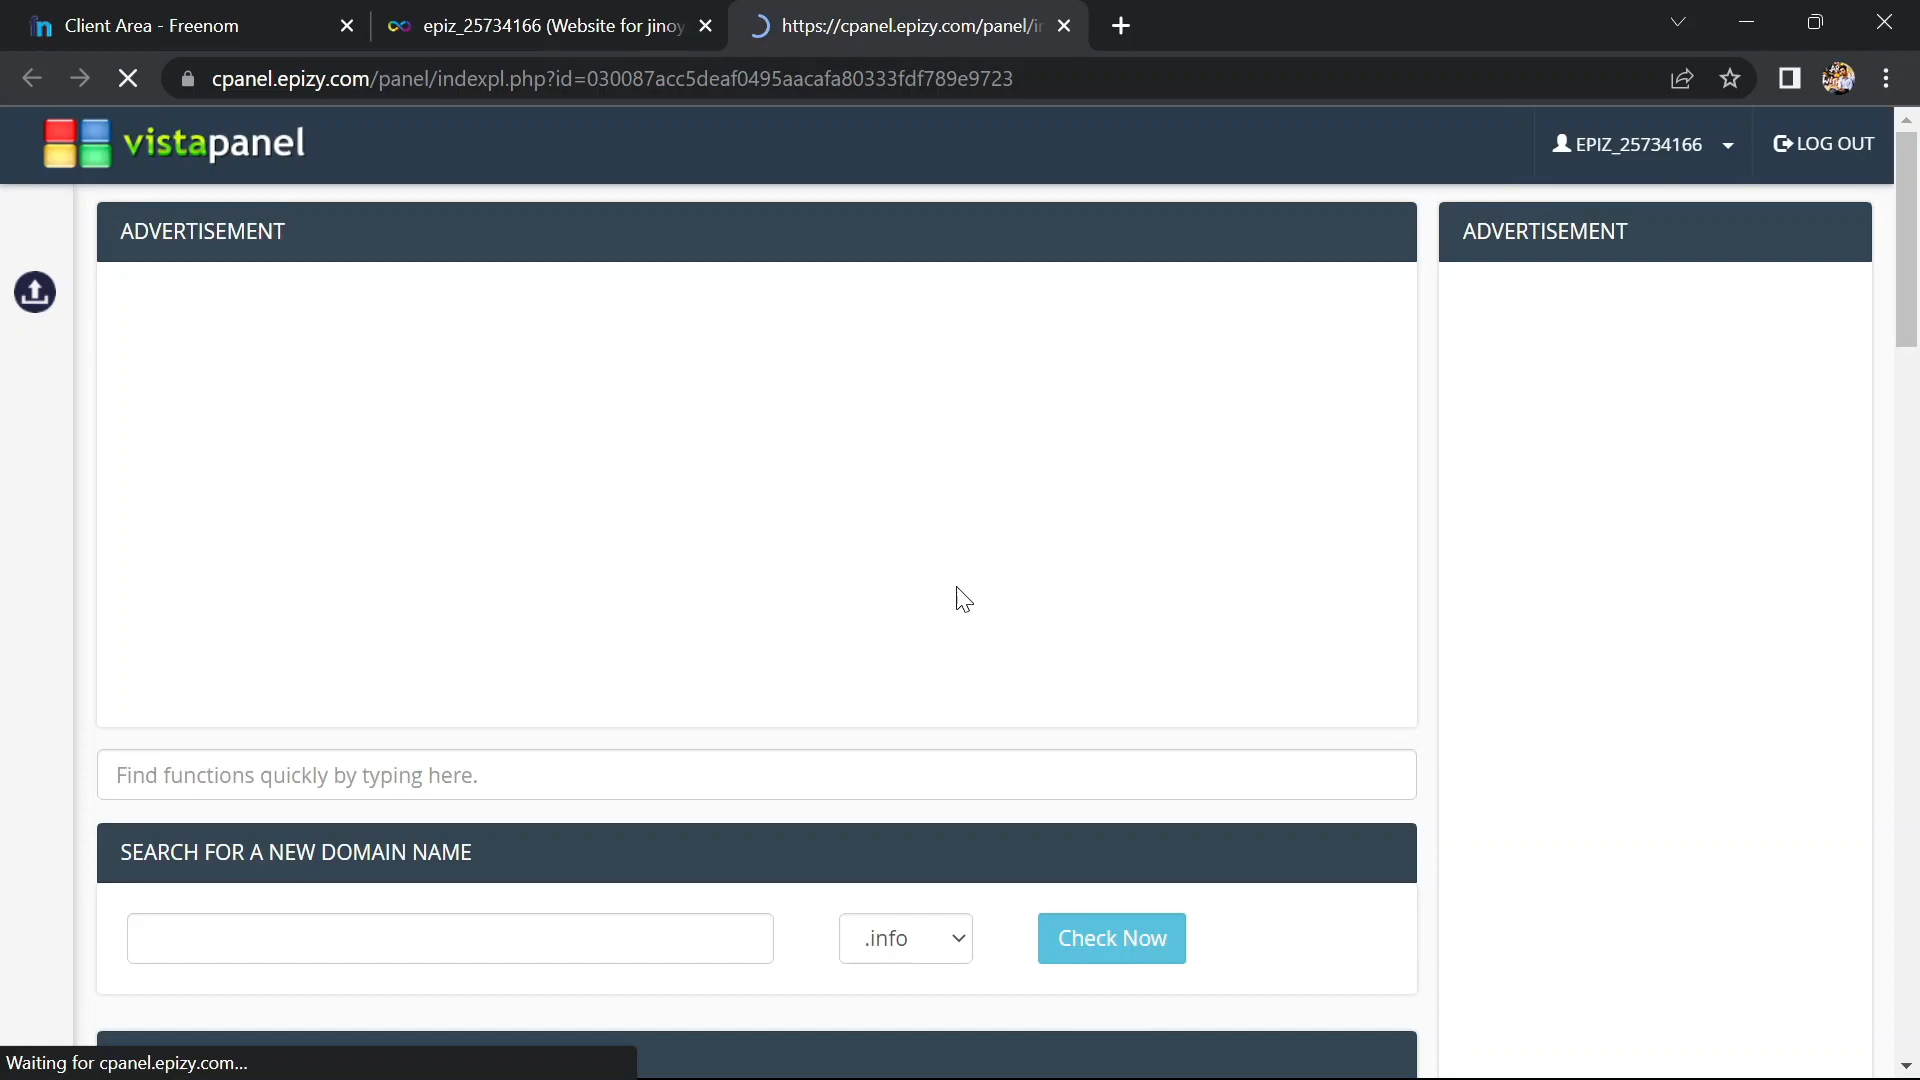 Client Area - Freenom
epiz_25734166 (Website for jinoy
https://cpanel.epizy.com/panel/ir
cpanel.epizy.com/panel/indexpl.php?id=030087acc5deaf0495aacafa80333fdf789e9723
vistapanel
EPIZ_25734166
LOG OUT
ADVERTISEMENT
ADVERTISEMENT
Find functions quickly by typing here.
SEARCH FOR A NEW DOMAIN NAME
.info
Check Now
Waiting for cpanel.epizy.com...